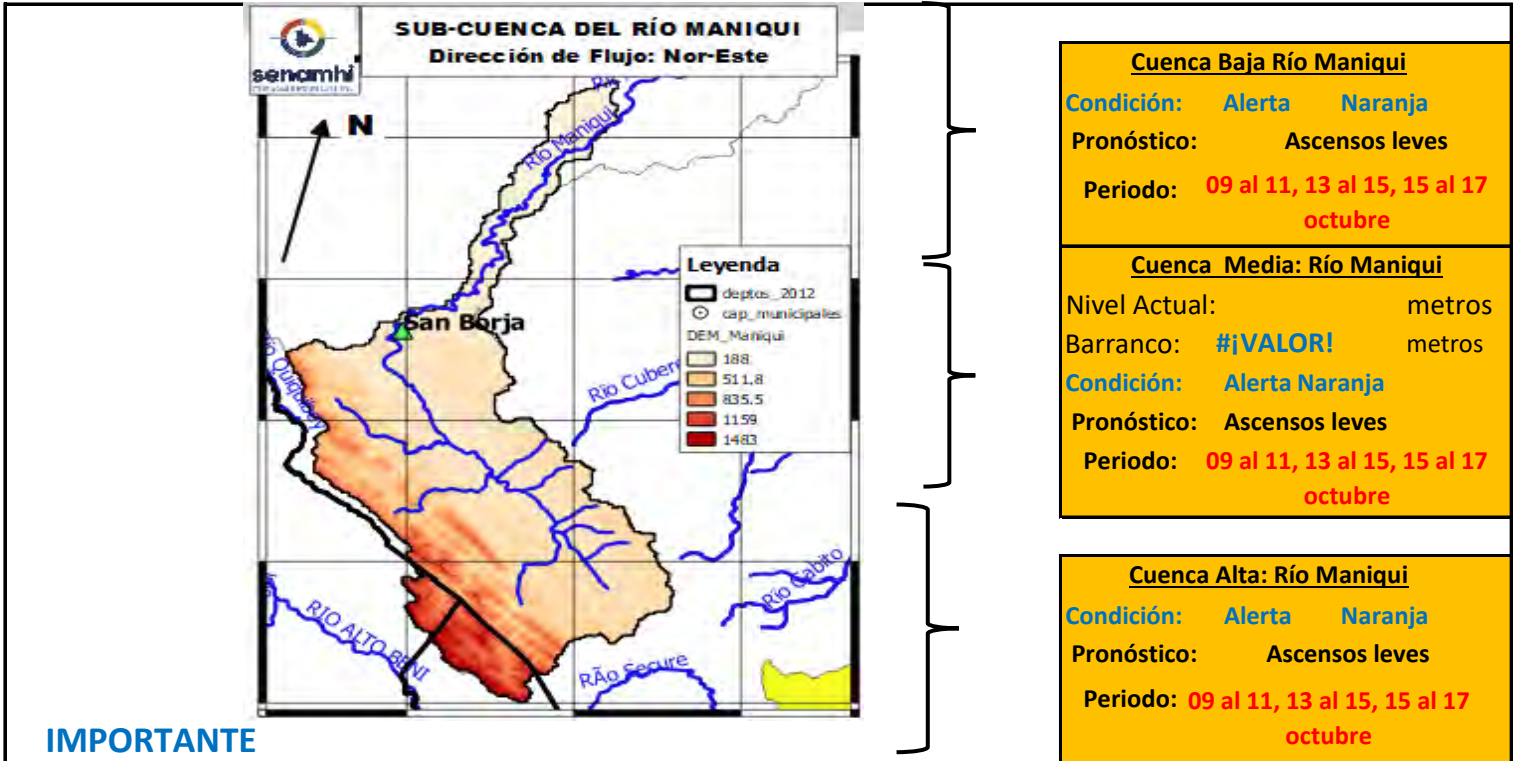 senamhi
SUB-CUENCA DEL RÍO MANIQUI
Dirección de Flujo: Nor-Este
N
Río Maniqui
San Borja
Río Cubere
RIO ALTO BENI
RÃo Secure
Río Cabito
Leyenda
deptos_2012
cap_municipales
DEM_Maniqui
188
511.8
835.5
1159
1483
Cuenca Baja Río Maniqui
Condición: Alerta Naranja
Pronóstico: Ascensos leves
Periodo: 09 al 11, 13 al 15, 15 al 17
octubre
Cuenca Media: Río Maniqui
Nivel Actual: metros
Barranco: #¡VALOR! metros
Condición: Alerta Naranja
Pronóstico: Ascensos leves
Periodo: 09 al 11, 13 al 15, 15 al 17
octubre
Cuenca Alta: Río Maniqui
Condición: Alerta Naranja
Pronóstico: Ascensos leves
Periodo: 09 al 11, 13 al 15, 15 al 17
octubre
IMPORTANTE